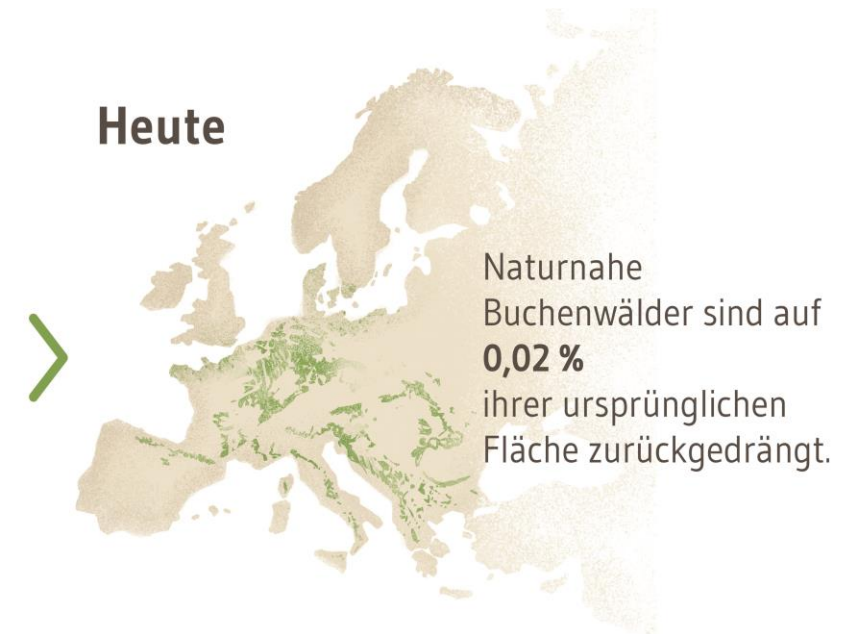 Heute
Naturnahe
Buchenwälder sind auf
0,02 %
ihrer ursprünglichen
Fläche zurückgedrängt.